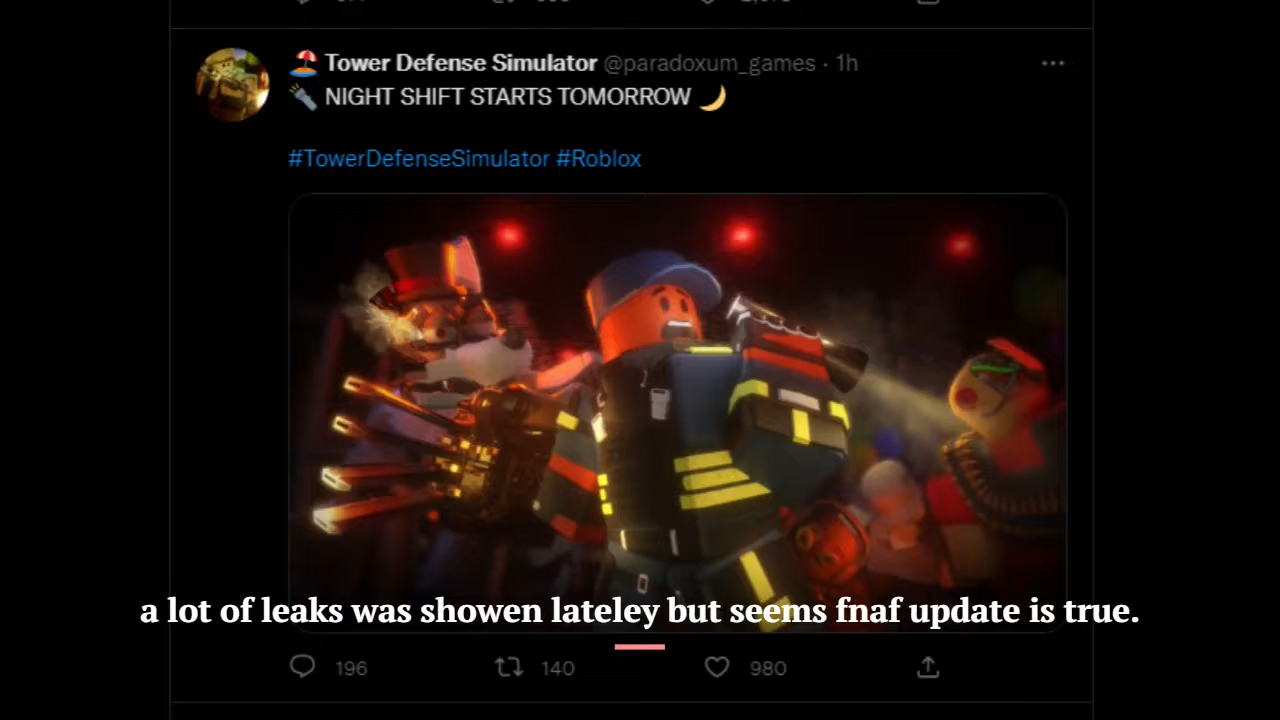 Tower Defense Simulator @paradoxum_games · 1h
NIGHT SHIFT STARTS TOMORROW
#TowerDefenseSimulator #Roblox
a lot of leaks was showen lateley but seems fnaf update is true.
196 140 980